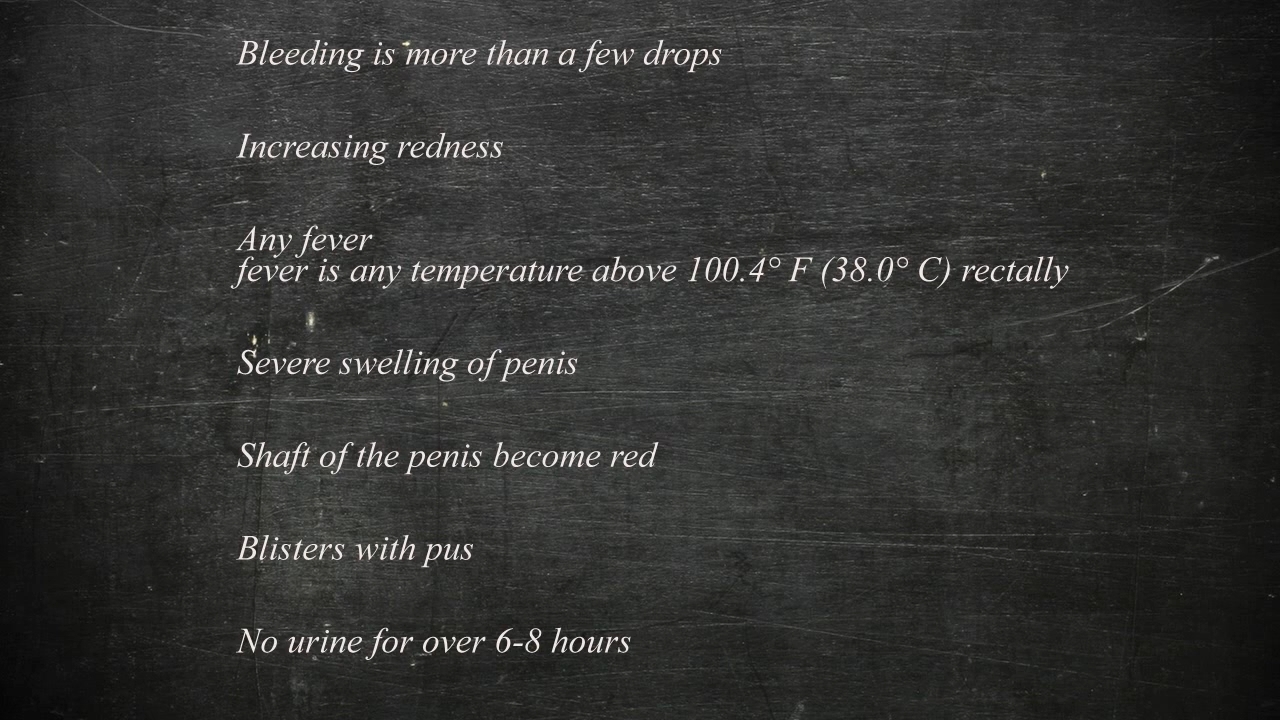 Bleeding is more than a few drops
Increasing redness
Any fever
fever is any temperature above 100.4° F (38.0° C) rectally
Severe swelling of penis
Shaft of the penis become red
Blisters with pus
No urine for over 6-8 hours